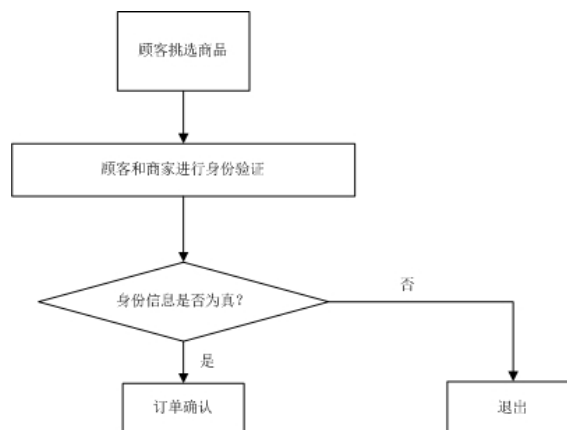 顾客挑选商品
顾客和商家进行身份验证
身份信息是否为真?
否
是
订单确认
退出